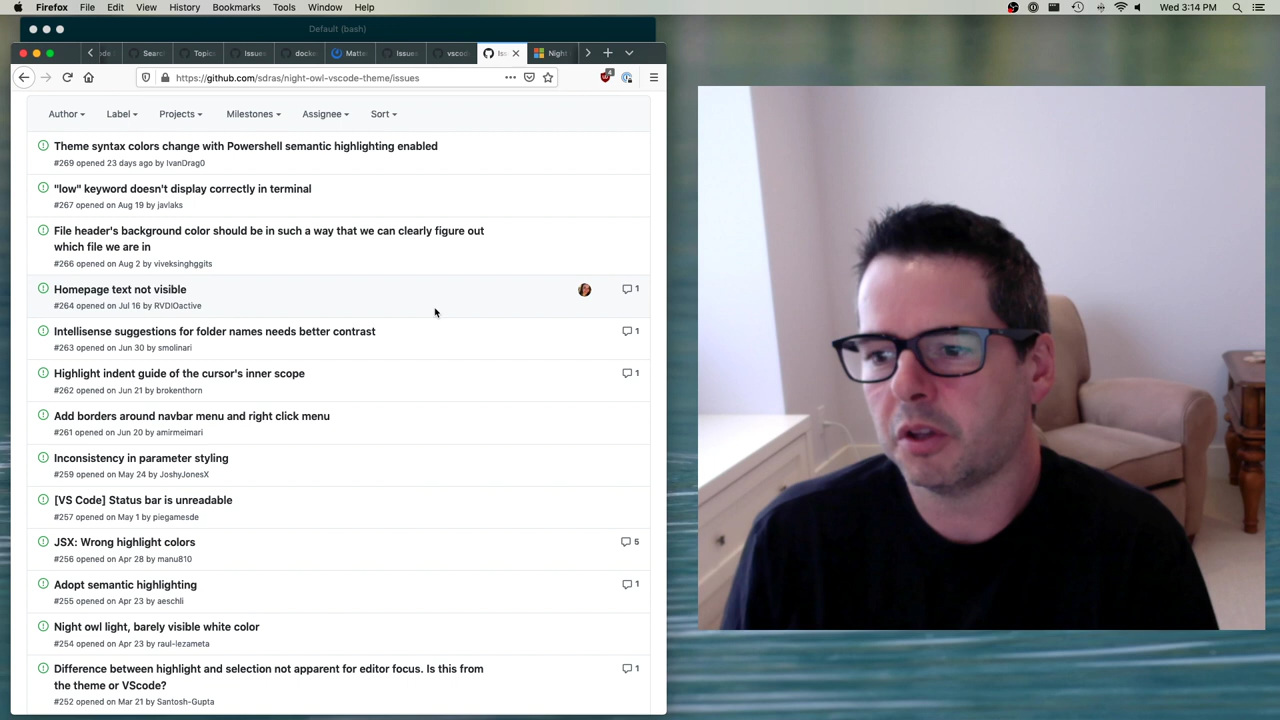 Firefox File Edit View History Bookmarks Tools Window Help Wed 3:14 PM
Default (bash)
Searc Topics Issues docke Matte Issues vscod Iss Night
https://github.com/sdras/night-owl-vscode-theme/issues
Author Label Projects Milestones Assignee Sort
Theme syntax colors change with Powershell semantic highlighting enabled
#269 opened 23 days ago by IvanDrag0
"low" keyword doesn't display correctly in terminal
#267 opened on Aug 19 by javlaks
File header's background color should be in such a way that we can clearly figure out
which file we are in
#266 opened on Aug 2 by viveksinghggits
Homepage text not visible 1
#264 opened on Jul 16 by RVDIOactive
Intellisense suggestions for folder names needs better contrast 1
#263 opened on Jun 30 by smolinari
Highlight indent guide of the cursor's inner scope 1
#262 opened on Jun 21 by brokenthorn
Add borders around navbar menu and right click menu
#261 opened on Jun 20 by amirmeimari
Inconsistency in parameter styling
#259 opened on May 24 by JoshyJonesX
[VS Code] Status bar is unreadable
#257 opened on May 1 by piegamesde
JSX: Wrong highlight colors 5
#256 opened on Apr 28 by manu810
Adopt semantic highlighting 1
#255 opened on Apr 23 by aeschli
Night owl light, barely visible white color
#254 opened on Apr 23 by raul-lezameta
Difference between highlight and selection not apparent for editor focus. Is this from 1
the theme or VScode?
#252 opened on Mar 21 by Santosh-Gupta